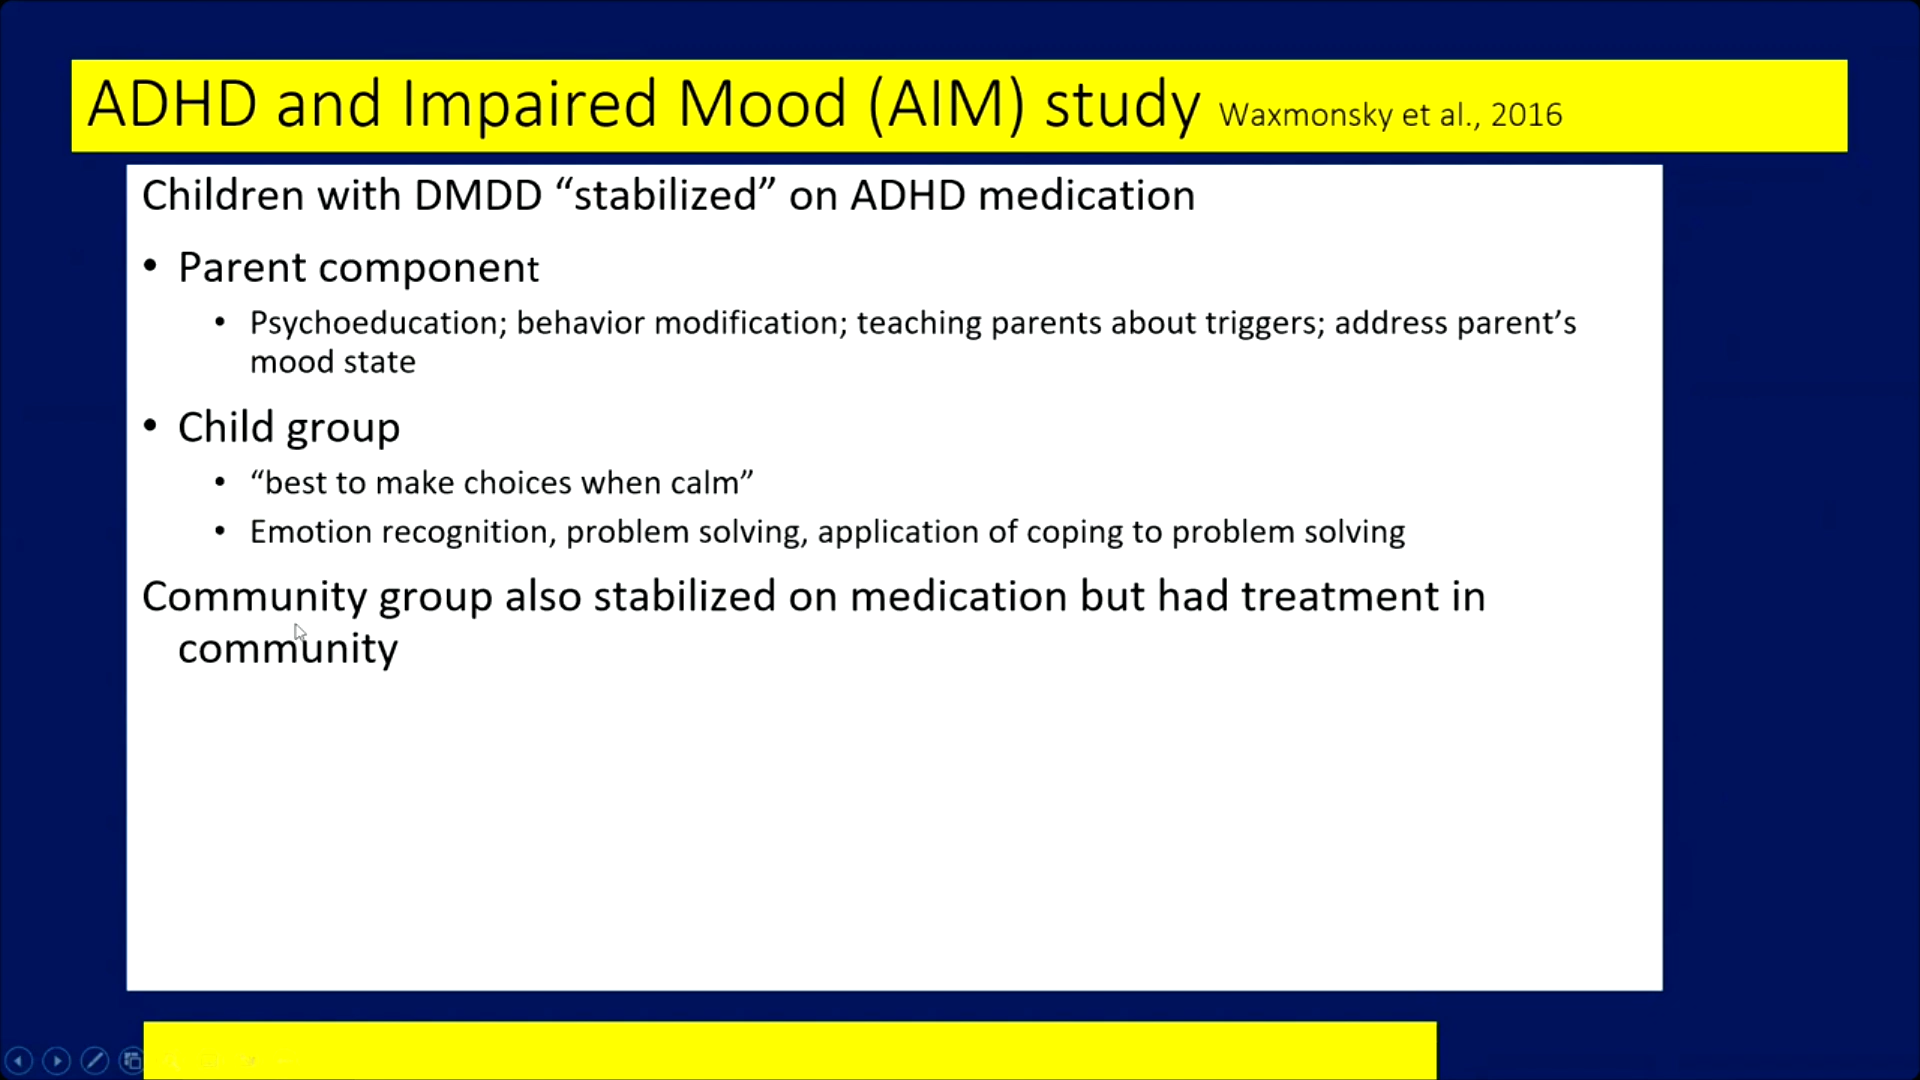 ADHD and Impaired Mood (AIM) study Waxmonsky et al., 2016
Children with DMDD “stabilized” on ADHD medication
• Parent component
• Psychoeducation; behavior modification; teaching parents about triggers; address parent’s
mood state
• Child group
• “best to make choices when calm”
• Emotion recognition, problem solving, application of coping to problem solving
Community group also stabilized on medication but had treatment in
community